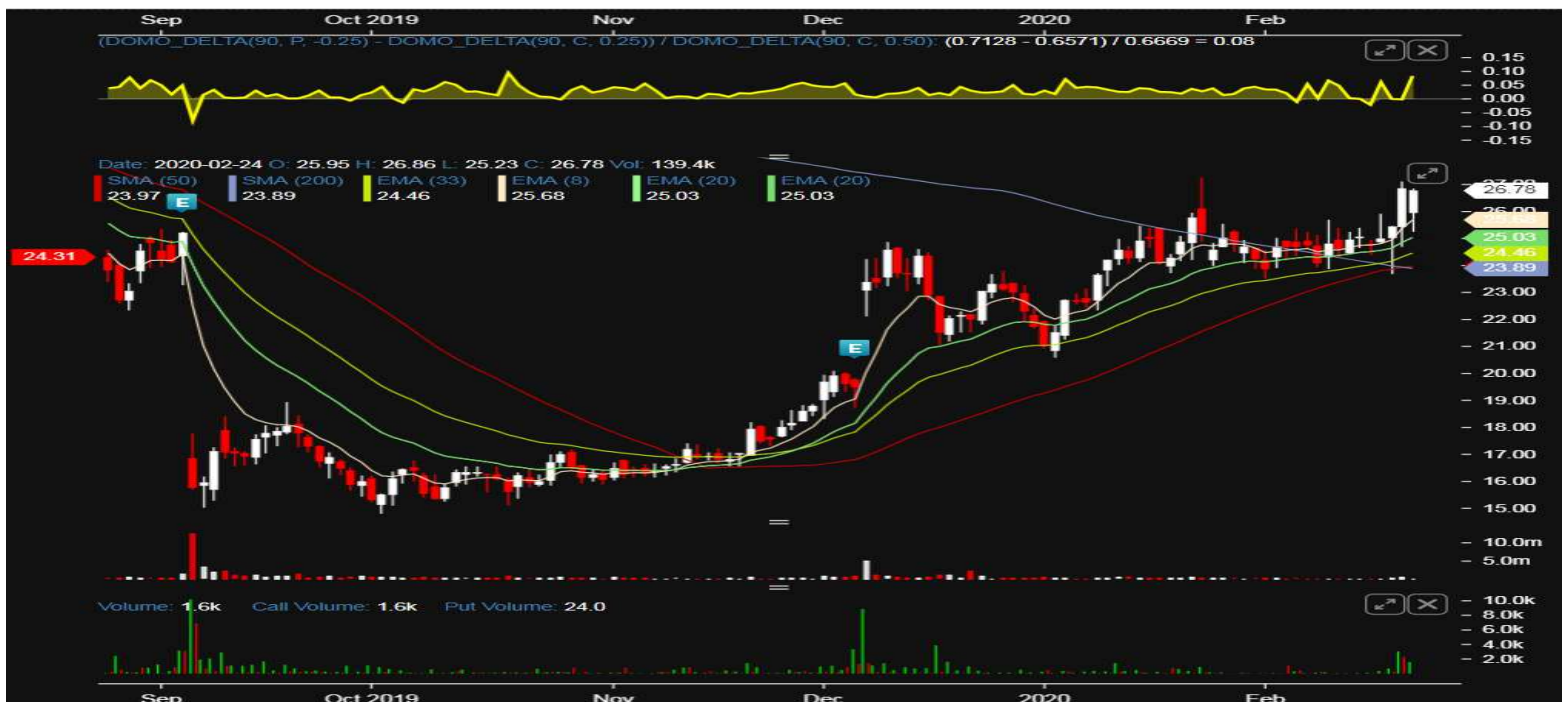 Sep Oct 2019 Nov Dec 2020 Feb
(DOMO_DELTA(90, P, -0.25) - DOMO_DELTA(90, C, 0.25)) / DOMO_DELTA(90, C, 0.50): (0.7128 - 0.6571) / 0.6669 = 0.08
0.15
0.10
0.05
0.00
-0.05
-0.10
-0.15
Date: 2020-02-24 O: 25.95 H: 26.86 L: 25.23 C: 26.78 Vol: 139.4k
SMA (50) SMA (200) EMA (33) EMA (8) EMA (20) EMA (20)
23.97 23.89 24.46 25.68 25.03 25.03
E
27.00
26.78
26.00
25.68
25.03
24.46
24.31
23.89
23.00
22.00
21.00
E
20.00
19.00
18.00
17.00
16.00
15.00
10.0m
5.0m
Volume: 1.6k Call Volume: 1.6k Put Volume: 24.0
10.0k
8.0k
6.0k
4.0k
2.0k
Sep Oct 2019 Nov Dec 2020 Feb